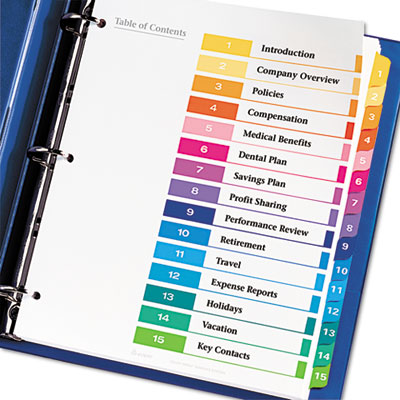 Table of Contents
1 Introduction
2 Company Overview
3 Policies
4 Compensation
5 Medical Benefits
6 Dental Plan
7 Savings Plan
8 Profit Sharing
9 Performance Review
10 Retirement
11 Travel
12 Expense Reports
13 Holidays
14 Vacation
15 Key Contacts
1
2
3
4
5
6
7
8
9
10
11
12
13
14
15